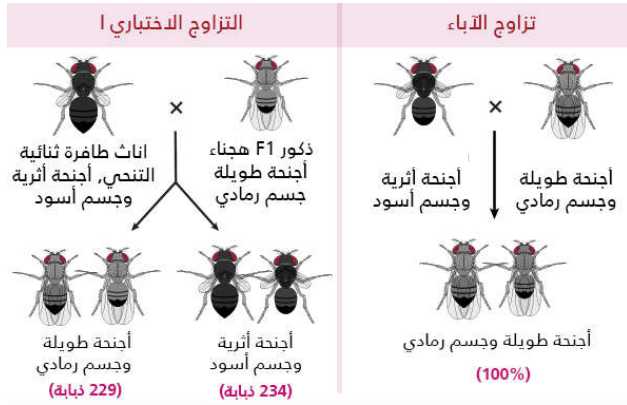 تزاوج الآباء
×
أجنحة طويلة
وجسم رمادي
أجنحة أثرية
وجسم أسود
أجنحة طويلة وجسم رمادي
(100%)
التزاوج الاختباري I
×
ذكور F1 هجناء
أجنحة طويلة
جسم رمادي
اناث طافرة ثنائية
التنحي, أجنحة أثرية
وجسم أسود
أجنحة أثرية
وجسم أسود
(234 ذبابة)
أجنحة طويلة
وجسم رمادي
(229 ذبابة)